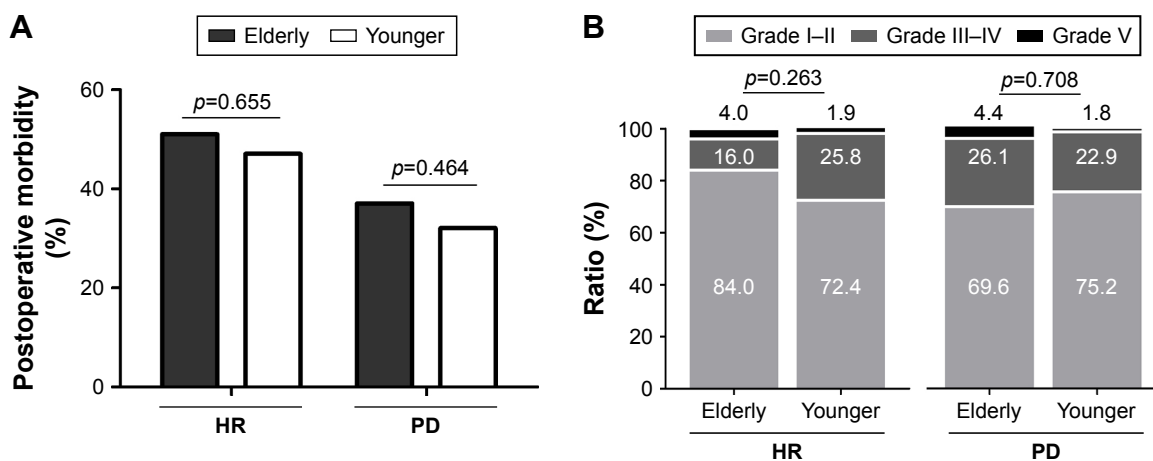 A
Elderly Younger
Postoperative morbidity
(%)
60
40
20
0
p=0.655
p=0.464
HR PD
B
Grade I–II Grade III–IV Grade V
p=0.263 p=0.708
4.0 1.9 4.4 1.8
Ratio (%)
100
80
60
40
20
0
16.0 25.8 26.1 22.9
84.0 72.4 69.6 75.2
Elderly Younger Elderly Younger
HR PD